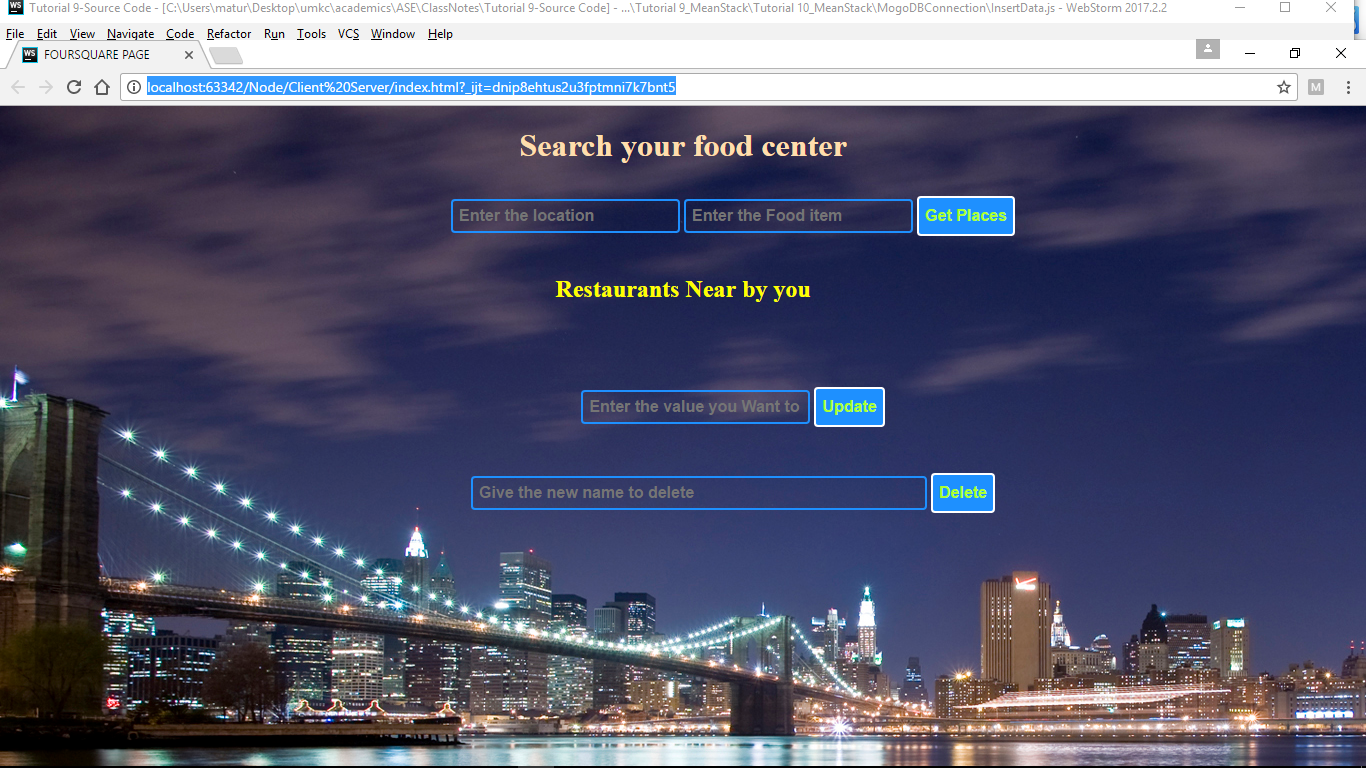 WS Tutorial 9-Source Code - [C:\Users\matur\Desktop\umkc\academics\ASE\ClassNotes\Tutorial 9-Source Code] - ...\Tutorial 9_MeanStack\Tutorial 10_MeanStack\MogoDBConnection\InsertData.js - WebStorm 2017.2.2
File Edit View Navigate Code Refactor Run Tools VCS Window Help
WS FOURSQUARE PAGE
localhost:63342/Node/Client%20Server/index.html?_ijt=dnip8ehtus2u3fptmni7k7bnt5 M
Search your food center
Enter the location Enter the Food item Get Places
Restaurants Near by you
Enter the value you Want to Update
Give the new name to delete Delete